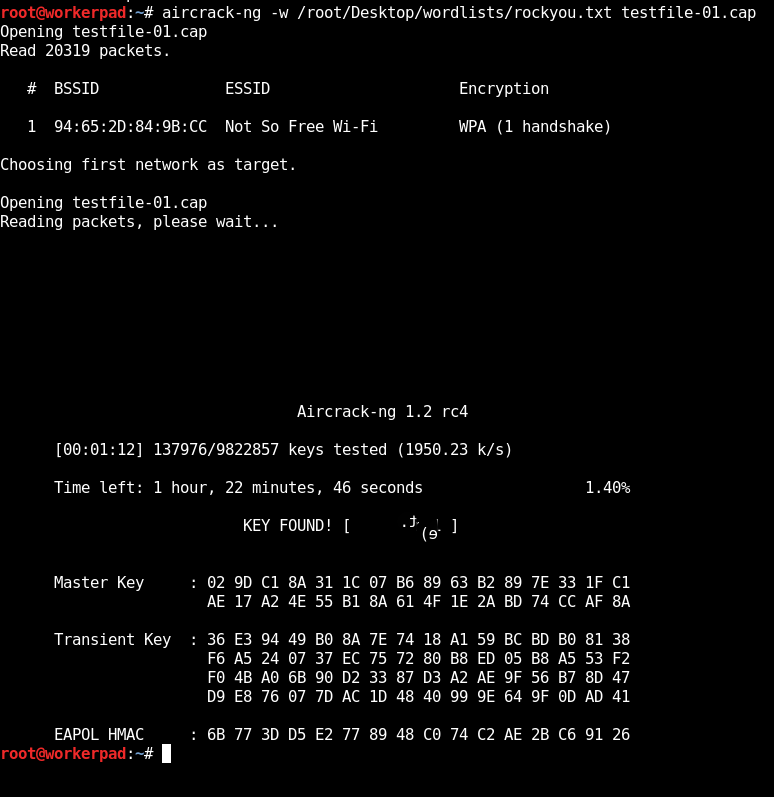 root@workerpad:~# aircrack-ng -w /root/Desktop/wordlists/rockyou.txt testfile-01.cap
Opening testfile-01.cap
Read 20319 packets.
# BSSID ESSID Encryption
1 94:65:2D:84:9B:CC Not So Free Wi-Fi WPA (1 handshake)
Choosing first network as target.
Opening testfile-01.cap
Reading packets, please wait...
Aircrack-ng 1.2 rc4
[00:01:12] 137976/9822857 keys tested (1950.23 k/s)
Time left: 1 hour, 22 minutes, 46 seconds 1.40%
KEY FOUND! [ ]
Master Key : 02 9D C1 8A 31 1C 07 B6 89 63 B2 89 7E 33 1F C1
AE 17 A2 4E 55 B1 8A 61 4F 1E 2A BD 74 CC AF 8A
Transient Key : 36 E3 94 49 B0 8A 7E 74 18 A1 59 BC BD B0 81 38
F6 A5 24 07 37 EC 75 72 80 B8 ED 05 B8 A5 53 F2
F0 4B A0 6B 90 D2 33 87 D3 A2 AE 9F 56 B7 8D 47
D9 E8 76 07 7D AC 1D 48 40 99 9E 64 9F 0D AD 41
EAPOL HMAC : 6B 77 3D D5 E2 77 89 48 C0 74 C2 AE 2B C6 91 26
root@workerpad:~#